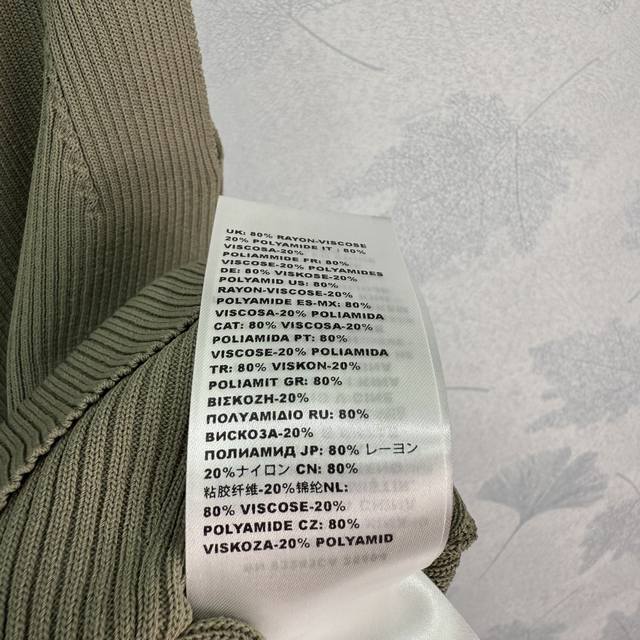 UK: 80% RAYON-VISCOSE
20% POLYAMIDE IT : 80%
VISCOSA-20%
POLIAMMIDE FR: 80%
VISCOSE-20% POLYAMIDES
DE: 80% VISKOSE-20%
POLYAMID US: 80%
RAYON-VISCOSE-20%
POLYAMIDE ES-MX: 80%
VISCOSA-20% POLIAMIDA
CAT: 80% VISCOSA-20%
POLIAMIDA PT: 80%
VISCOSE-20% POLIAMIDA
TR: 80% VISKON-20%
POLIAMIT GR: 80%
ΒΙΣΚΟΖΗ-20%
ΠΟΛΥΑΜΙΔΙΟ RU: 80%
ВИСКОЗА-20%
ПОЛИАМИД JP: 80% レーヨン
20%ナイロン CN: 80%
粘胶纤维-20%锦纶NL:
80% VISCOSE-20%
POLYAMIDE CZ: 80%
VISKOZA-20% POLYAMID